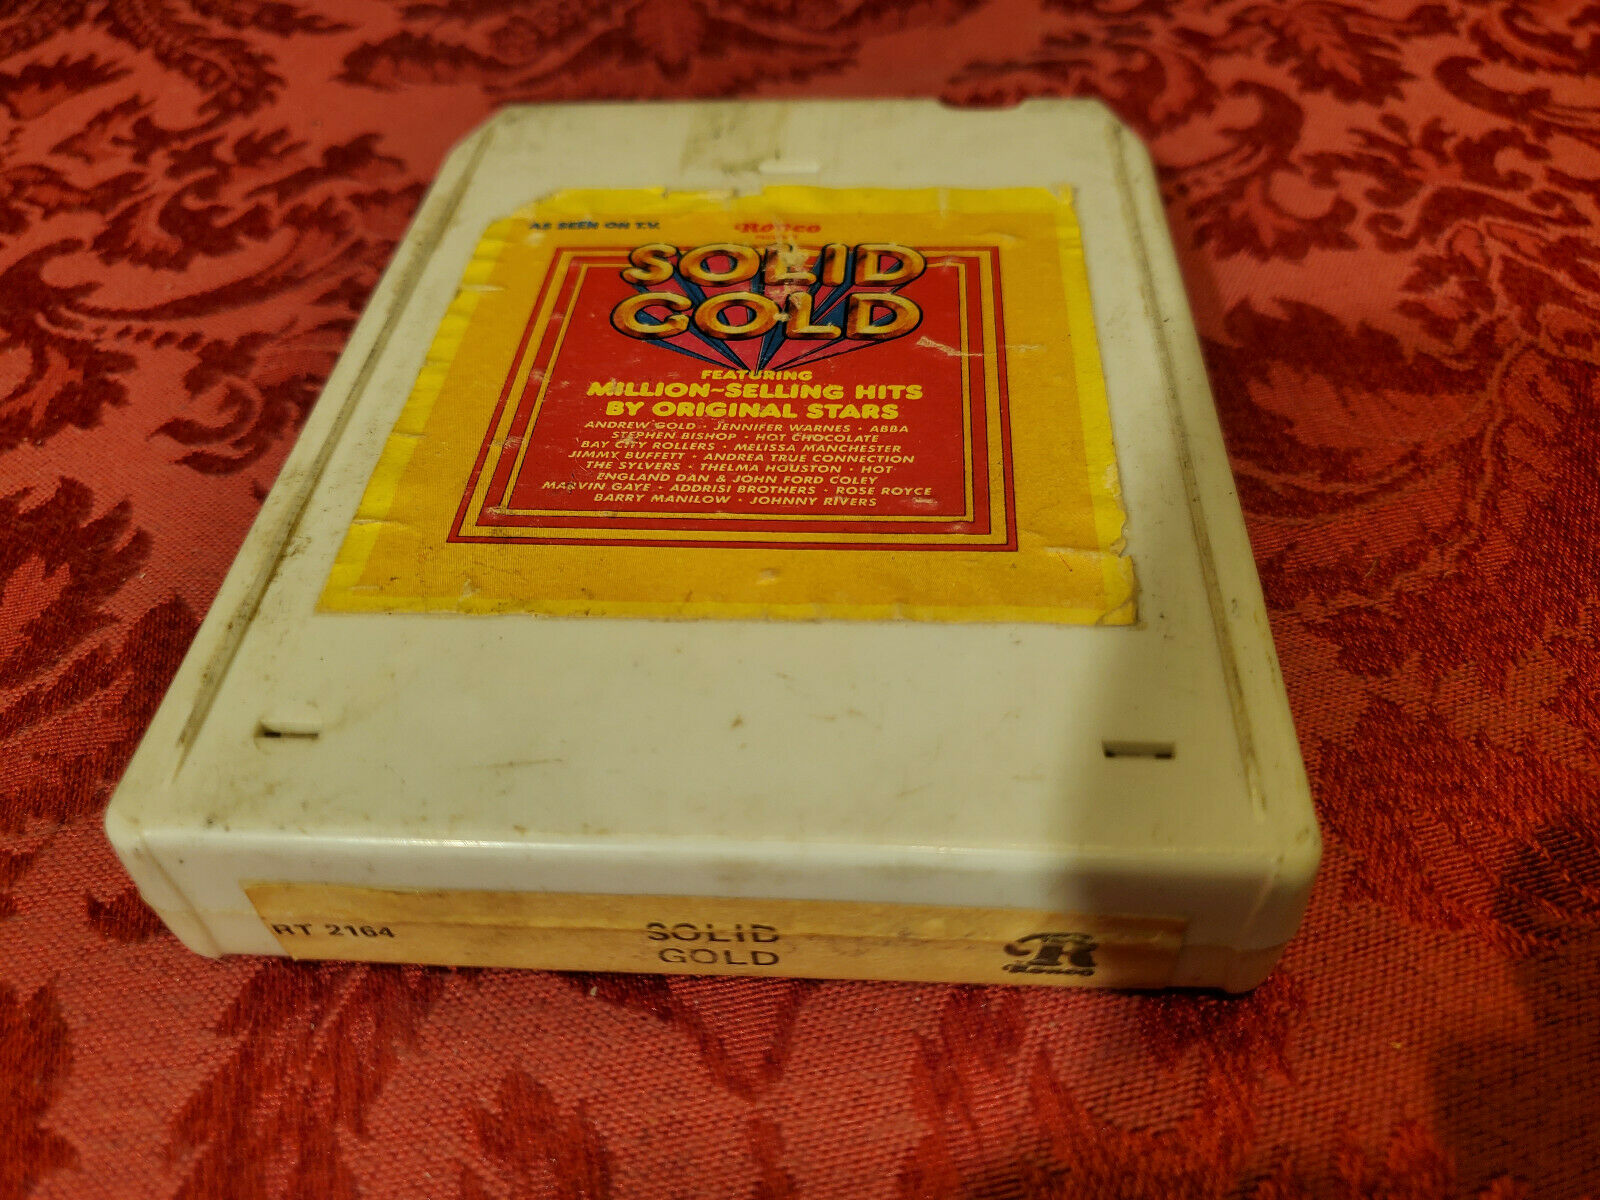 AS SEEN ON T.V.
Ronco
SOLID
GOLD
FEATURING
MILLION-SELLING HITS
BY ORIGINAL STARS
ANDREW GOLD · JENNIFER WARNES · ABBA
STEPHEN BISHOP · HOT CHOCOLATE
BAY CITY ROLLERS · MELISSA MANCHESTER
JIMMY BUFFETT · ANDREA TRUE CONNECTION
THE SYLVERS · THELMA HOUSTON · HOT
ENGLAND DAN & JOHN FORD COLEY
MARVIN GAYE · ADDRISI BROTHERS · ROSE ROYCE
BARRY MANILOW · JOHNNY RIVERS
RT 2164
SOLID
GOLD
R
Ronco